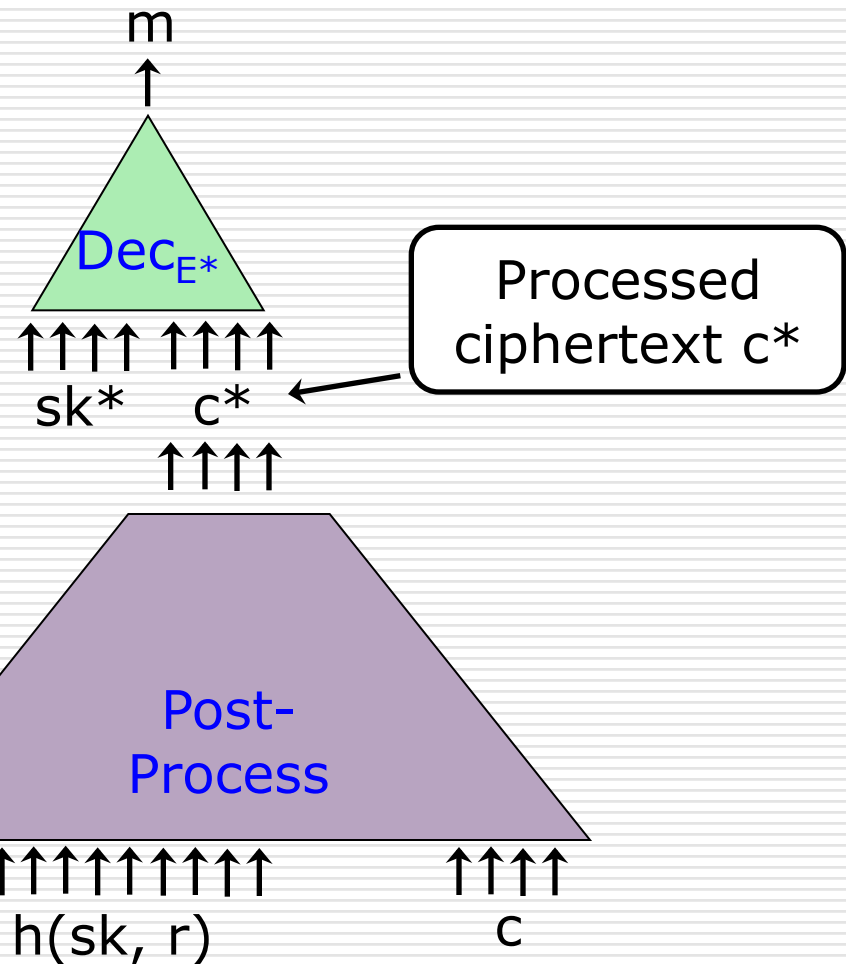 m
Dec_E*
Processed
ciphertext c*
sk* c*
Post-
Process
h(sk, r) c